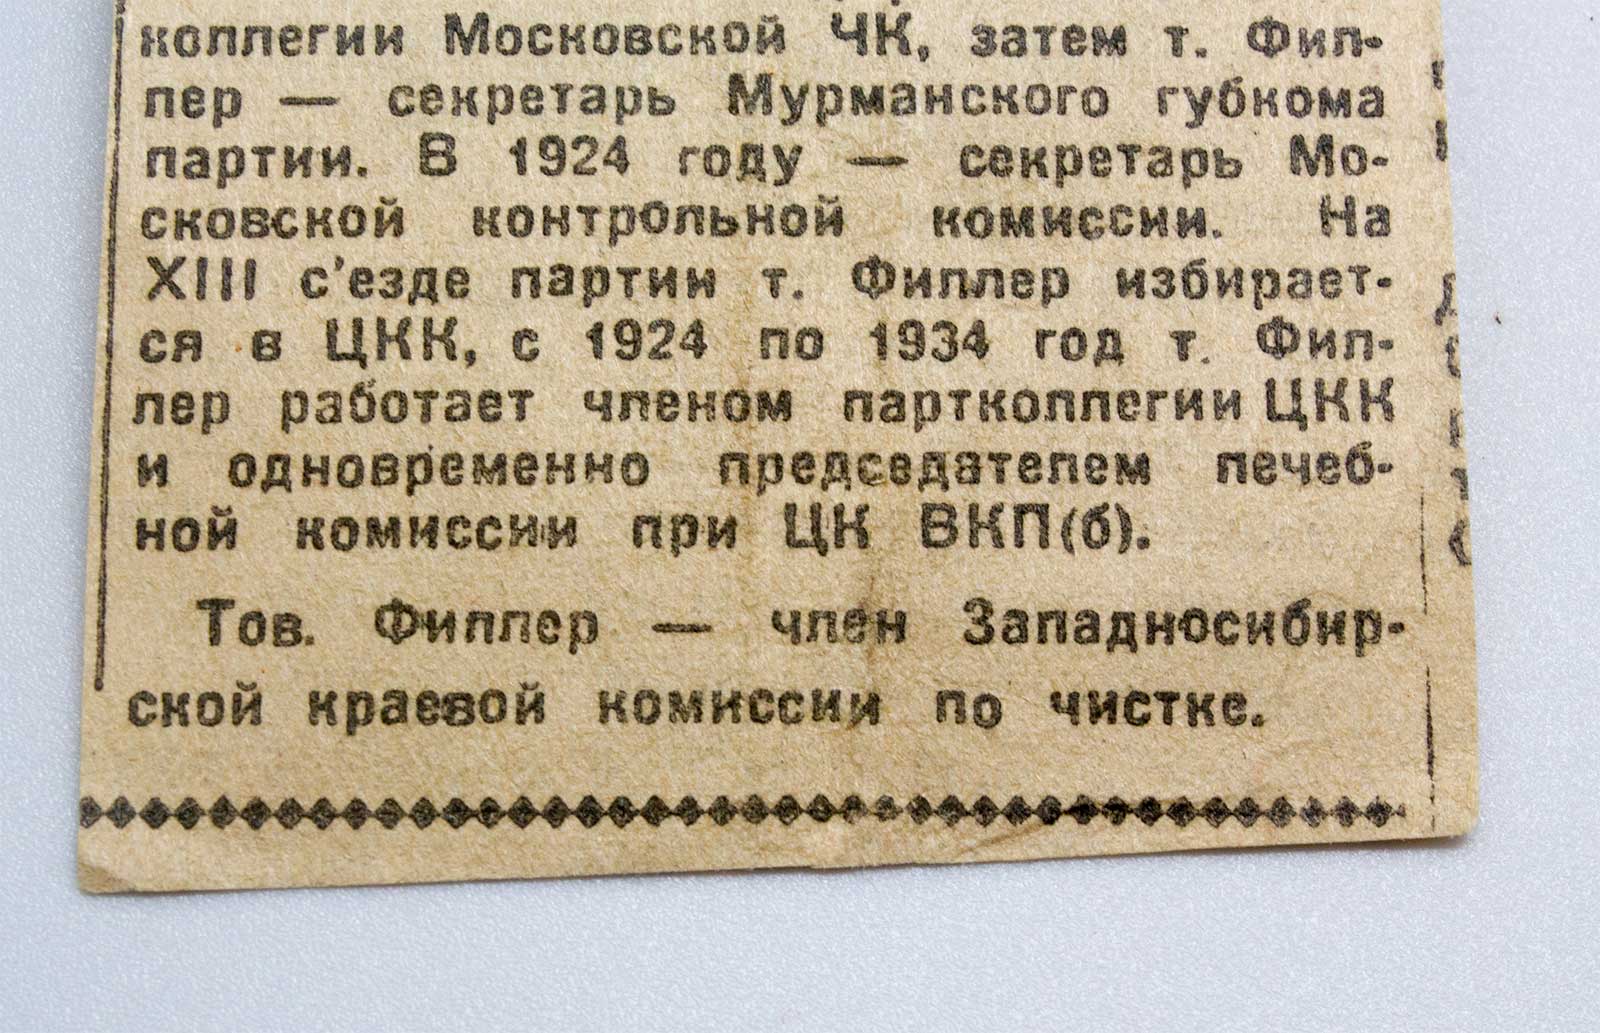 коллегии Московской ЧК, затем т. Фил-
лер — секретарь Мурманского губкома
партии. В 1924 году — секретарь Мо-
сковской контрольной комиссии. На
XIII с'езде партии т. Филлер избирает-
ся в ЦКК, с 1924 по 1934 год т. Фил-
лер работает членом партколлегии ЦКК
и одновременно председателем лечеб-
ной комиссии при ЦК ВКП(б).
Тов. Филлер — член Западносибир-
ской краевой комиссии по чистке.